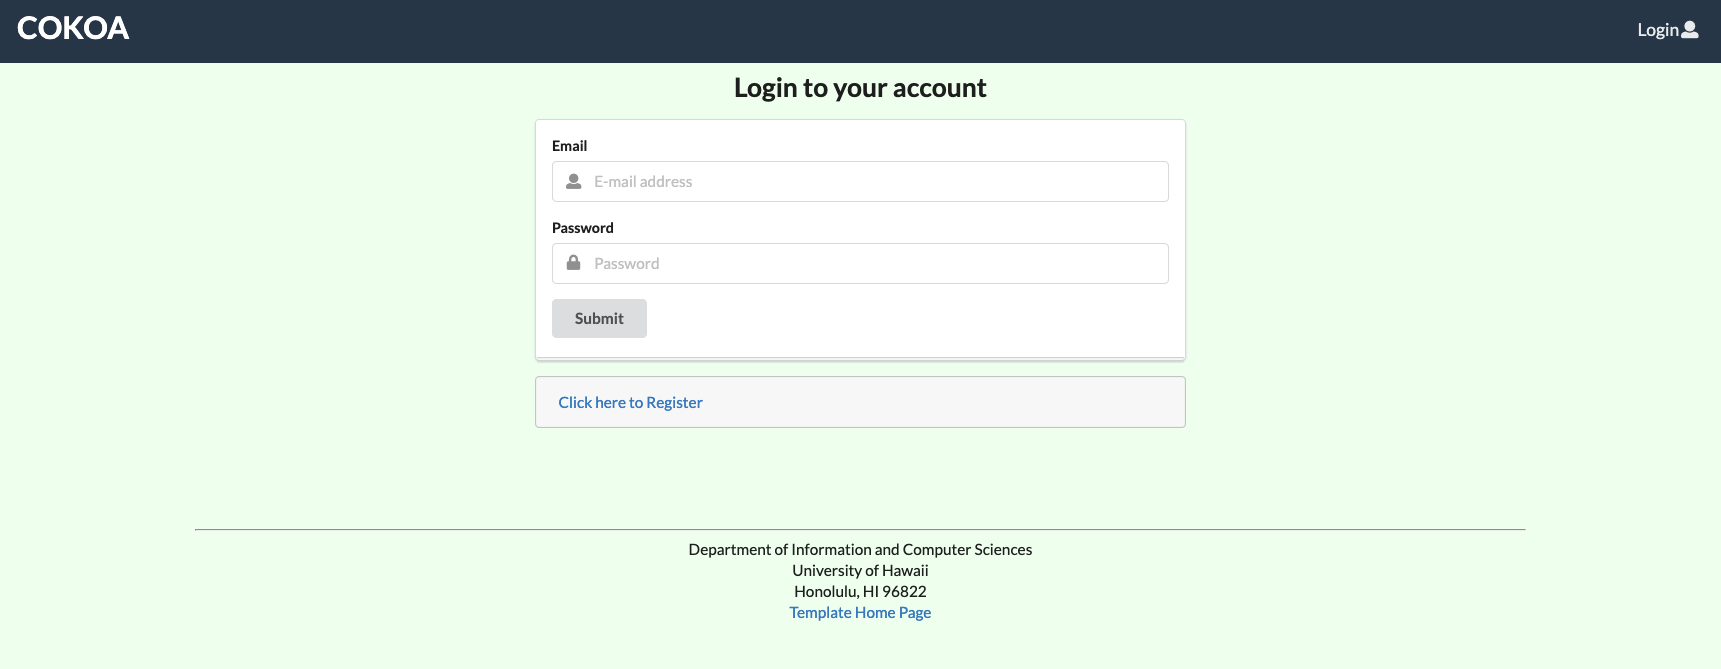 COKOA
Login
Login to your account
Email
E-mail address
Password
Password
Submit
Click here to Register
Department of Information and Computer Sciences
University of Hawaii
Honolulu, HI 96822
Template Home Page